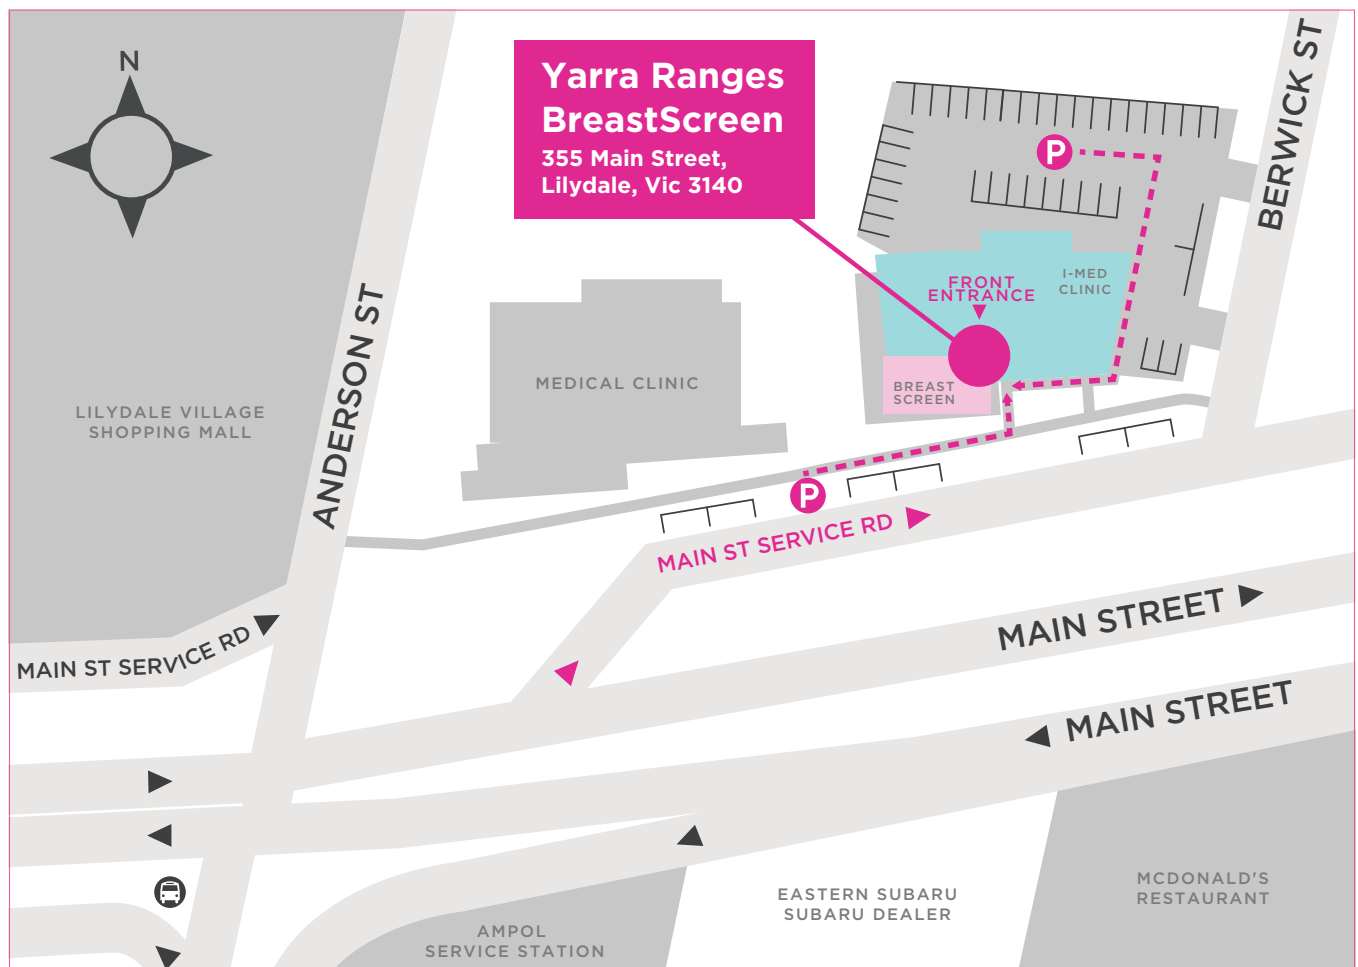 N
Yarra Ranges
BreastScreen
355 Main Street,
Lilydale, Vic 3140
BERWICK ST
P
I-MED
CLINIC
FRONT
ENTRANCE
BREAST
SCREEN
MEDICAL CLINIC
LILYDALE VILLAGE
SHOPPING MALL
ANDERSON ST
P
MAIN ST SERVICE RD
MAIN ST SERVICE RD
MAIN STREET
MAIN STREET
MCDONALD'S
RESTAURANT
EASTERN SUBARU
SUBARU DEALER
AMPOL
SERVICE STATION